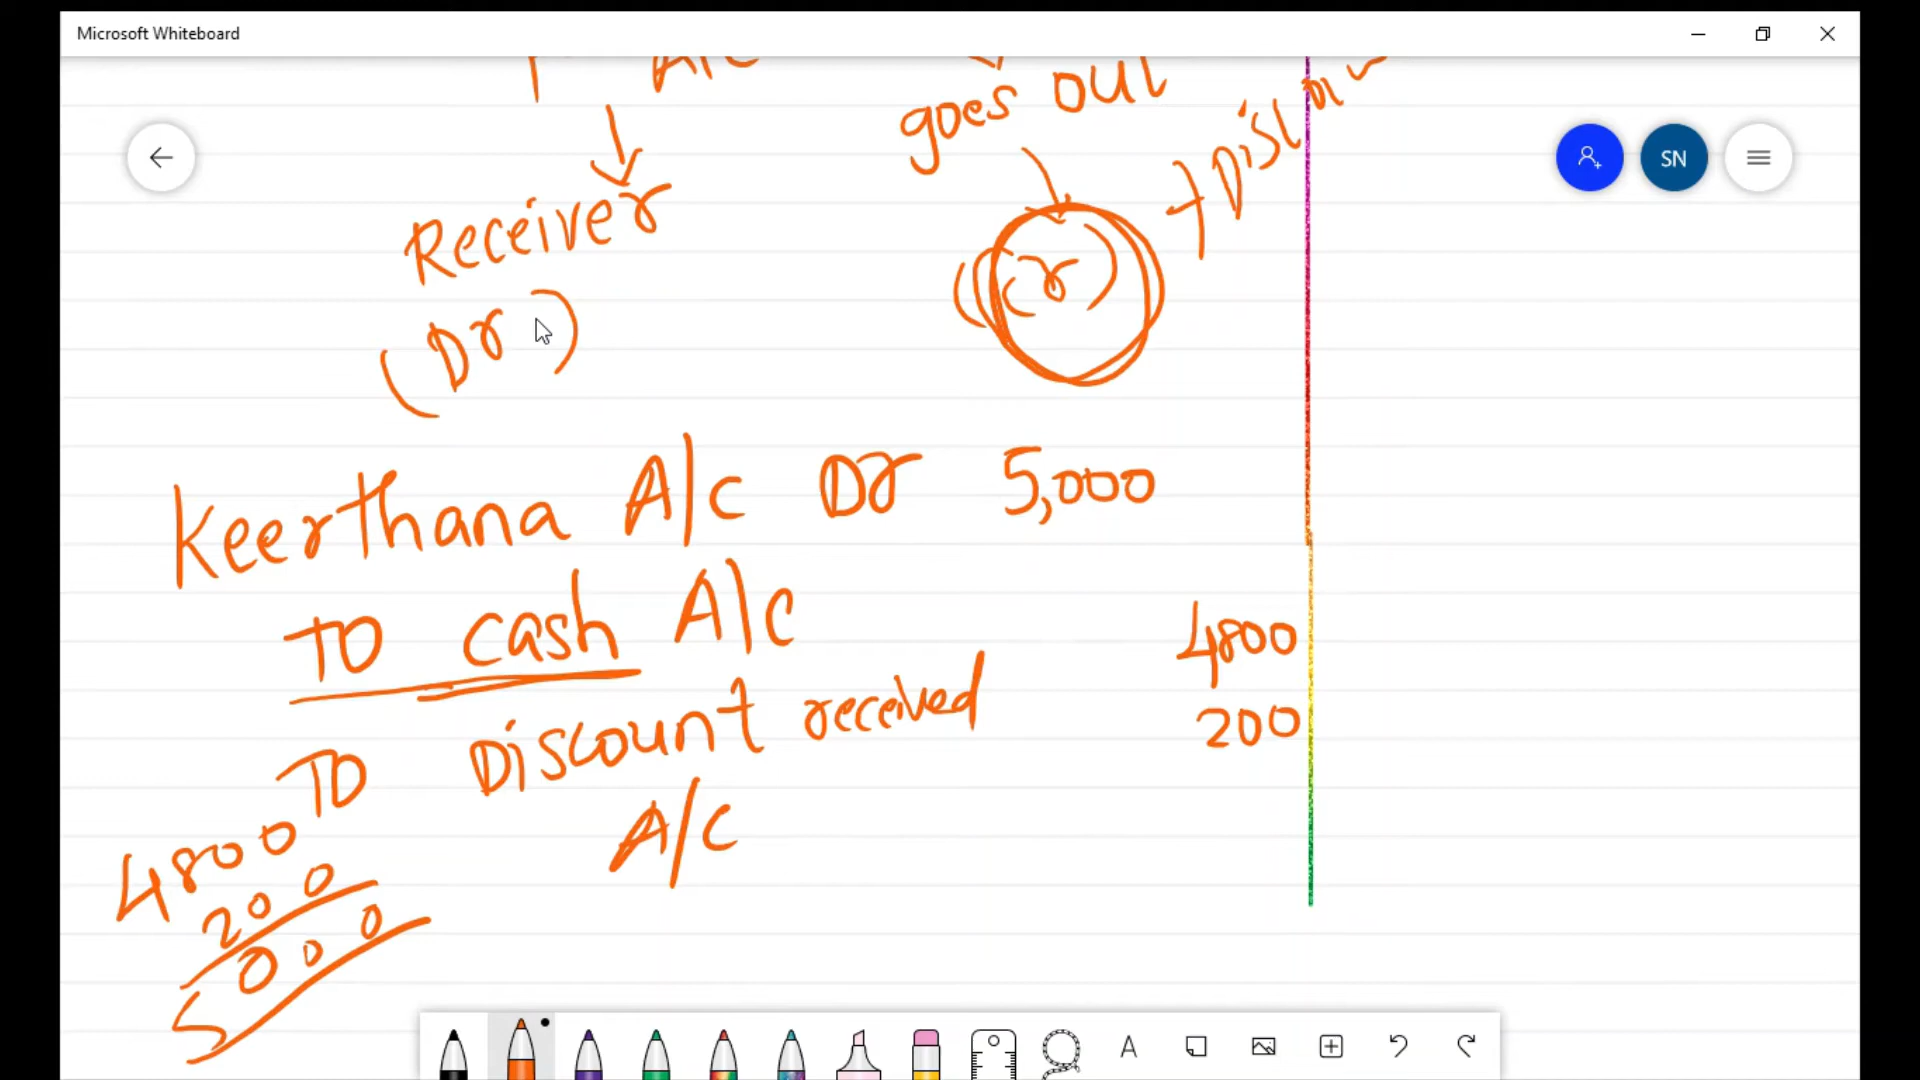 Microsoft Whiteboard
A/C
goes out
Receiver
(Dr)
(r)
SN
Keerthana A/c Dr 5,000
TO cash A/c
4800
TO Discount received
200
A/C
4800
200
5000
A